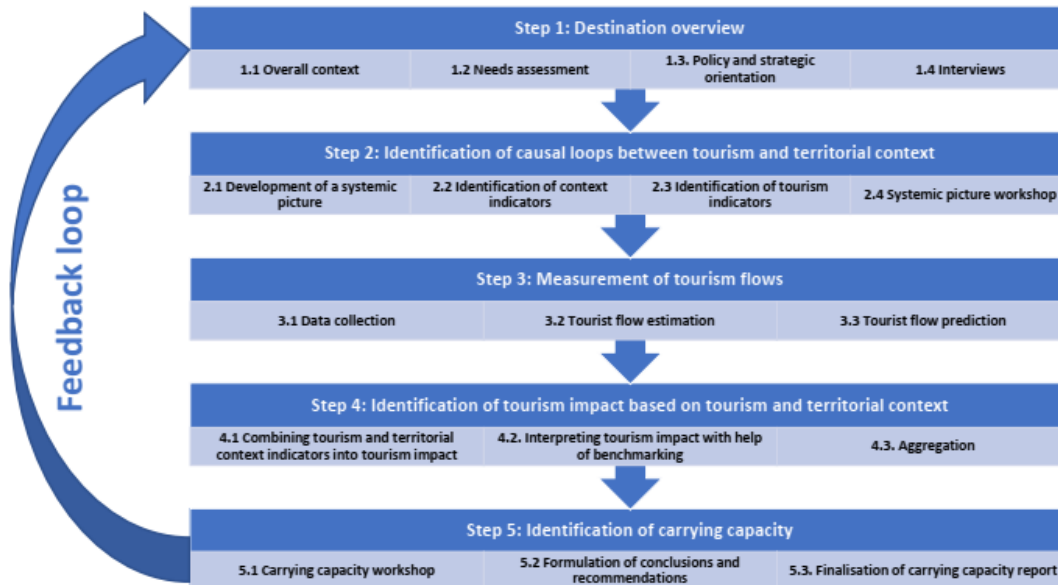 Step 1: Destination overview
1.1 Overall context
1.2 Needs assessment
1.3. Policy and strategic
orientation
1.4 Interviews
Step 2: Identification of causal loops between tourism and territorial context
2.1 Development of a systemic
picture
2.2 Identification of context
indicators
2.3 Identification of tourism
indicators
2.4 Systemic picture workshop
Step 3: Measurement of tourism flows
3.1 Data collection
3.2 Tourist flow estimation
3.3 Tourist flow prediction
Step 4: Identification of tourism impact based on tourism and territorial context
4.1 Combining tourism and territorial
context indicators into tourism impact
4.2. Interpreting tourism impact with help
of benchmarking
4.3. Aggregation
Step 5: Identification of carrying capacity
5.1 Carrying capacity workshop
5.2 Formulation of conclusions and
recommendations
5.3. Finalisation of carrying capacity report
Feedback loop